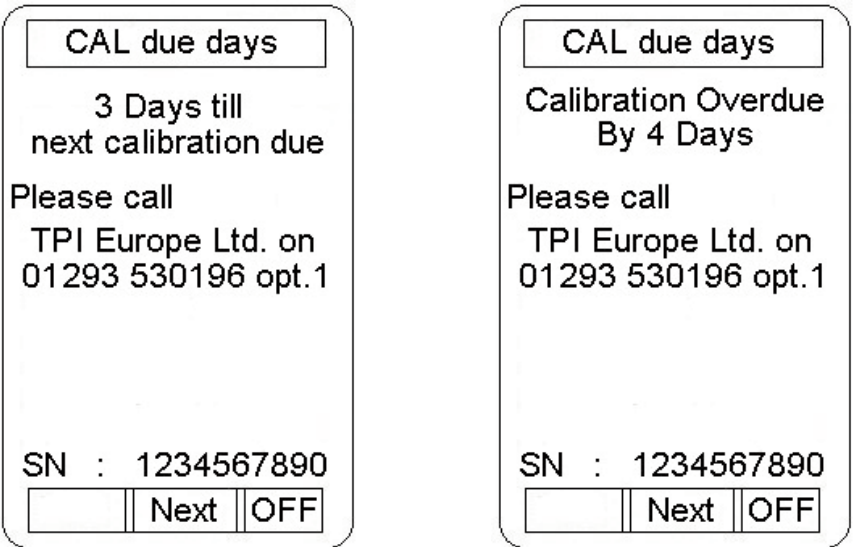 CAL due days
3 Days till
next calibration due
Please call
TPI Europe Ltd. on
01293 530196 opt.1
SN : 1234567890
Next OFF
CAL due days
Calibration Overdue
By 4 Days
Please call
TPI Europe Ltd. on
01293 530196 opt.1
SN : 1234567890
Next OFF